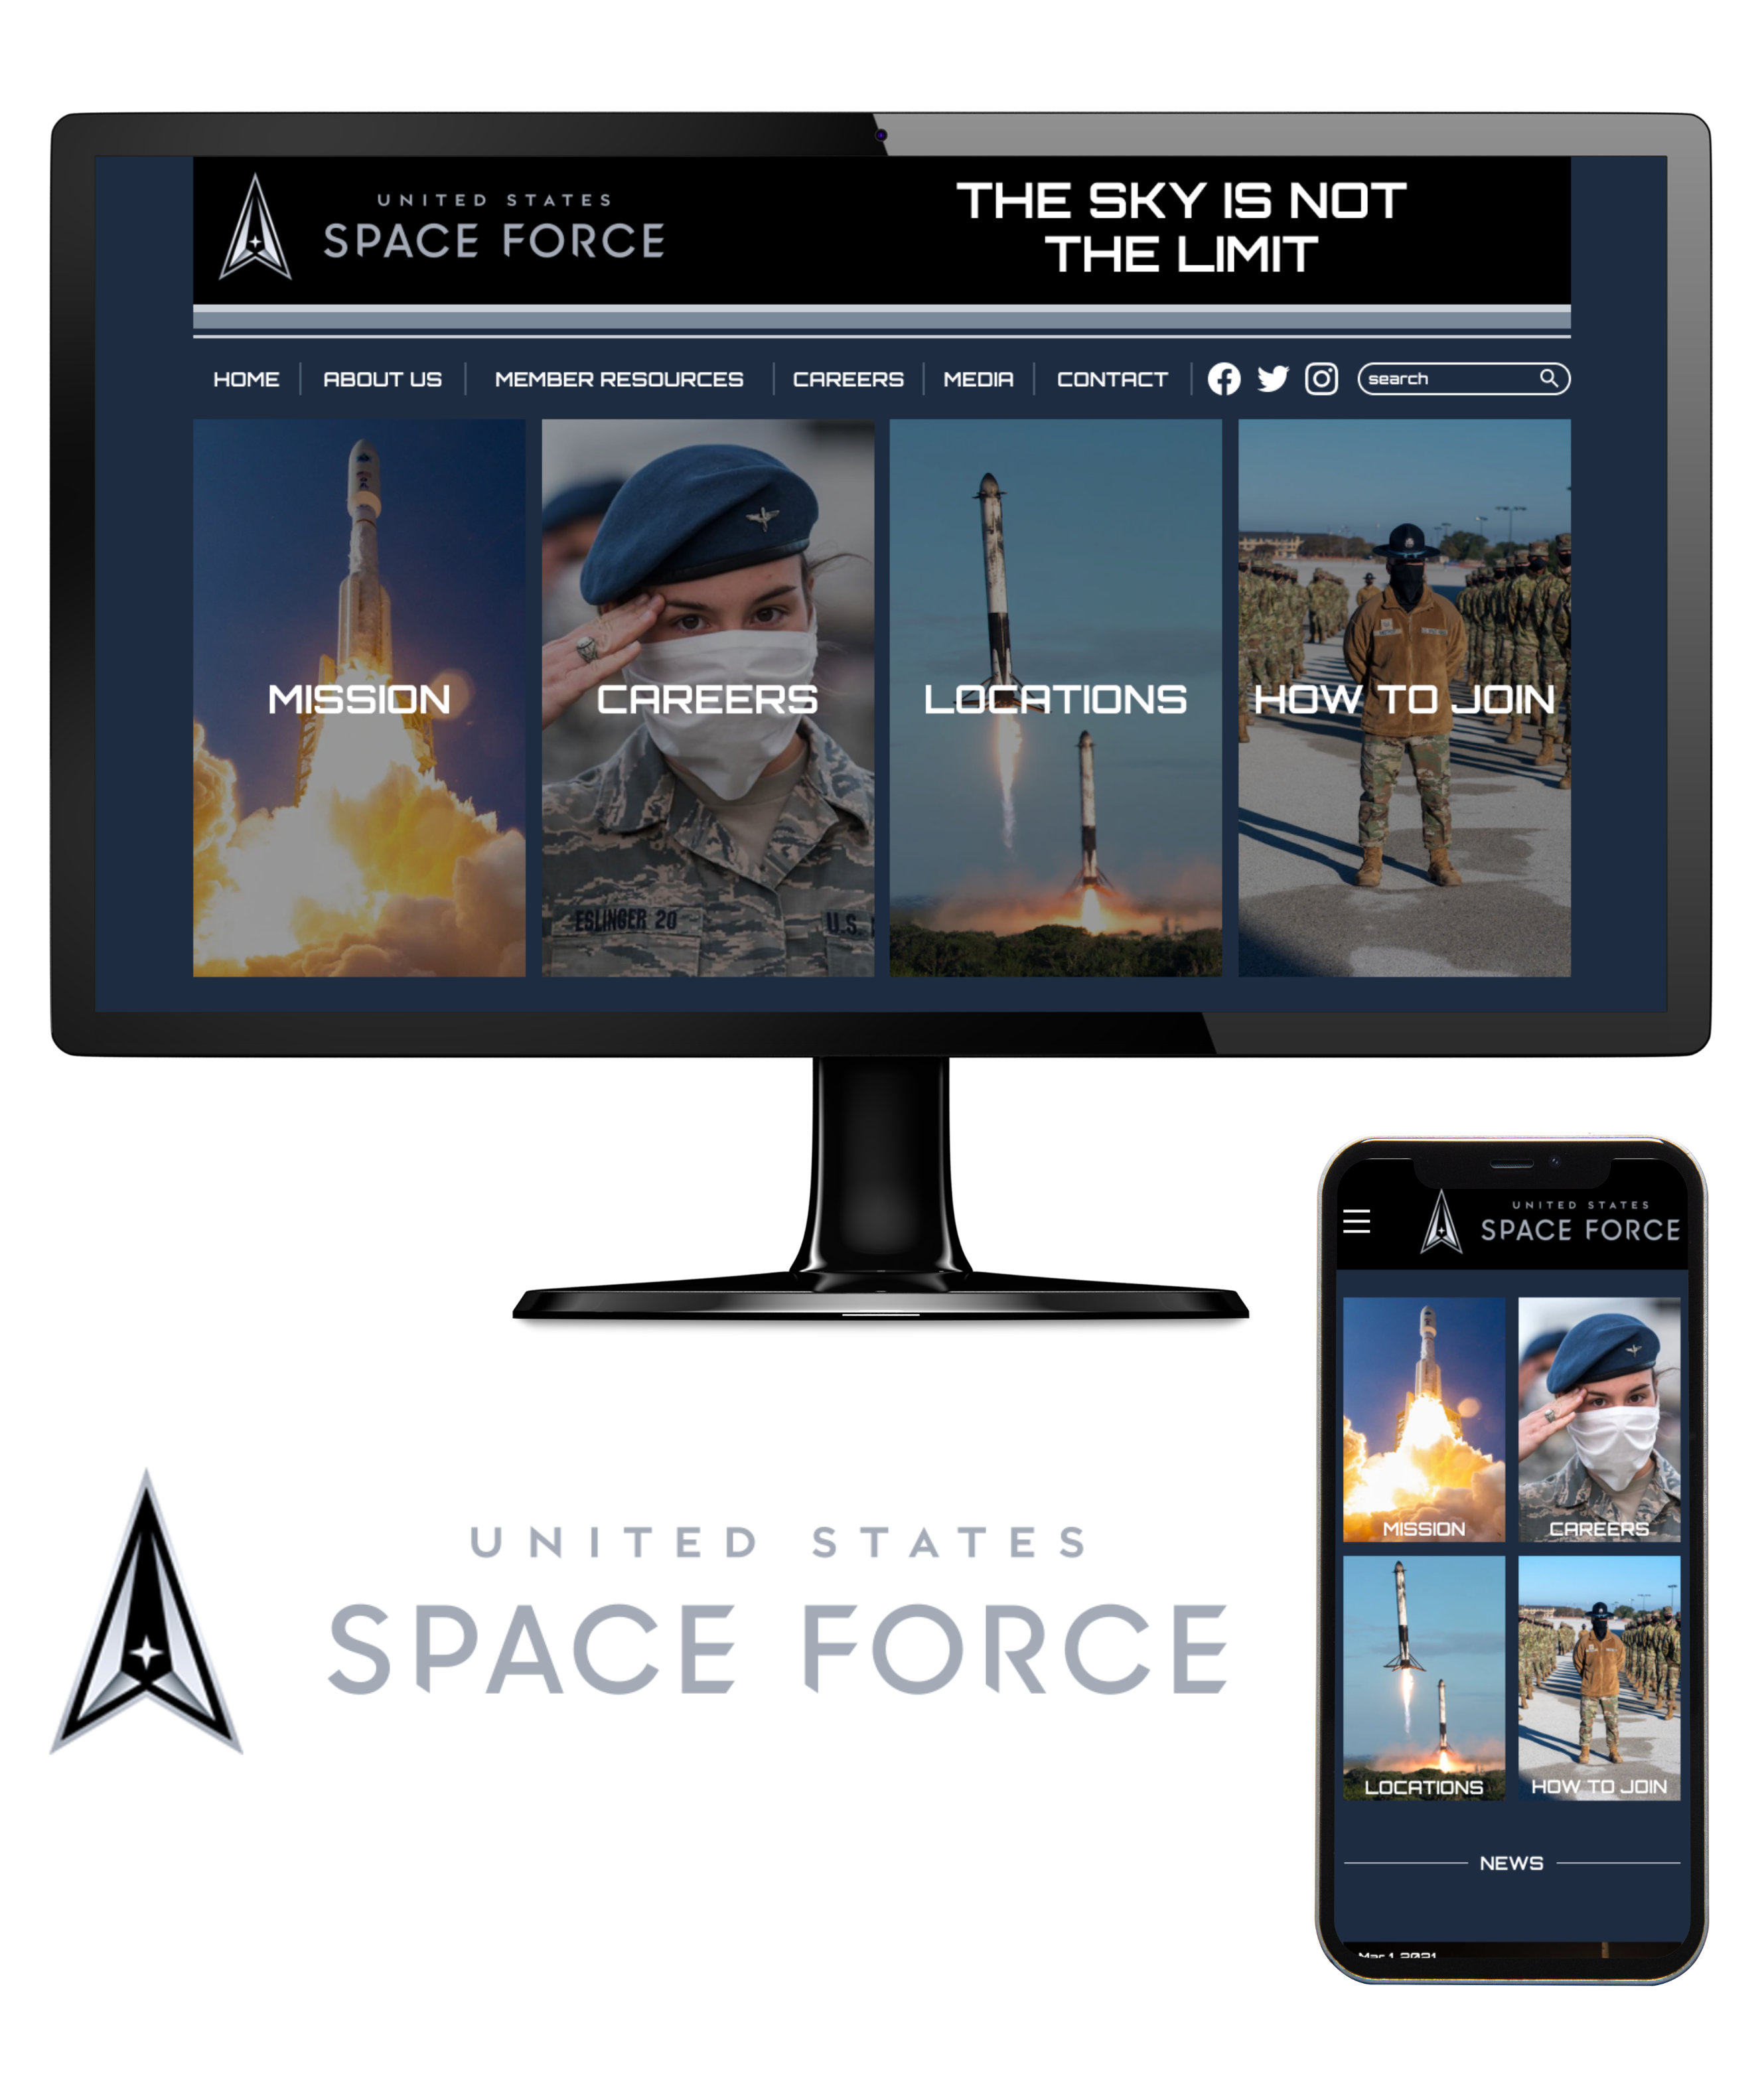 UNITED STATES
SPACE FORCE
THE SKY IS NOT
THE LIMIT
HOME
ABOUT US
MEMBER RESOURCES
CAREERS
MEDIA
CONTACT
search
MISSION
CAREERS
LOCATIONS
HOW TO JOIN
ESLINGER 20
U.S.
UNITED STATES
SPACE FORCE
MISSION
CAREERS
LOCATIONS
HOW TO JOIN
NEWS
Mar 1 2021
UNITED STATES
SPACE FORCE